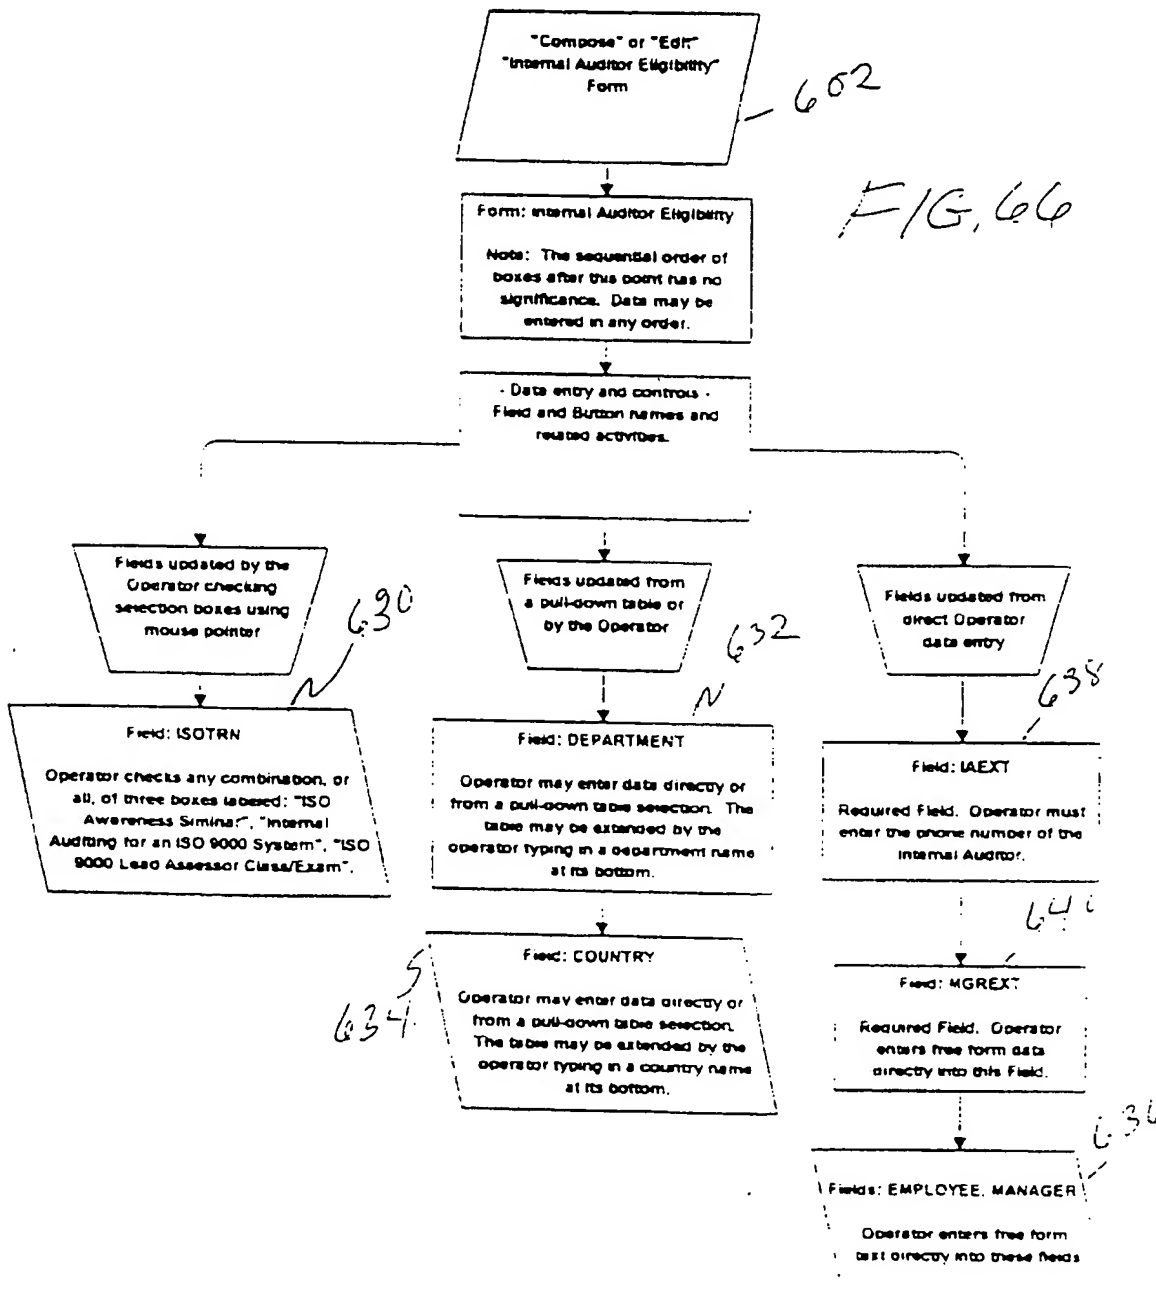 "Compose" or "Edit"
"Internal Auditor Eligibility"
Form
602
FIG. 66
Form: Internal Auditor Eligibility
Note: The sequential order of
boxes after this point has no
significance. Data may be
entered in any order.
- Data entry and controls -
Field and Button names and
related activities.
Fields updated by the
Operator checking
selection boxes using
mouse pointer
630
Fields updated from
a pull-down table or
by the Operator
632
Fields updated from
direct Operator
data entry
638
Field: ISOTRN
Operator checks any combination, or
all, of three boxes labeled: "ISO
Awareness Siminar", "Internal
Auditing for an ISO 9000 System", "ISO
9000 Lead Assessor Class/Exam".
Field: DEPARTMENT
Operator may enter data directly or
from a pull-down table selection. The
table may be extended by the
operator typing in a department name
at its bottom.
Field: IAEXT
Required Field. Operator must
enter the phone number of the
Internal Auditor.
634
Field: COUNTRY
Operator may enter data directly or
from a pull-down table selection.
The table may be extended by the
operator typing in a country name
at its bottom.
Field: MGREXT
Required Field. Operator
enters free form data
directly into this Field.
Fields: EMPLOYEE, MANAGER
Operator enters free form
text directly into these fields